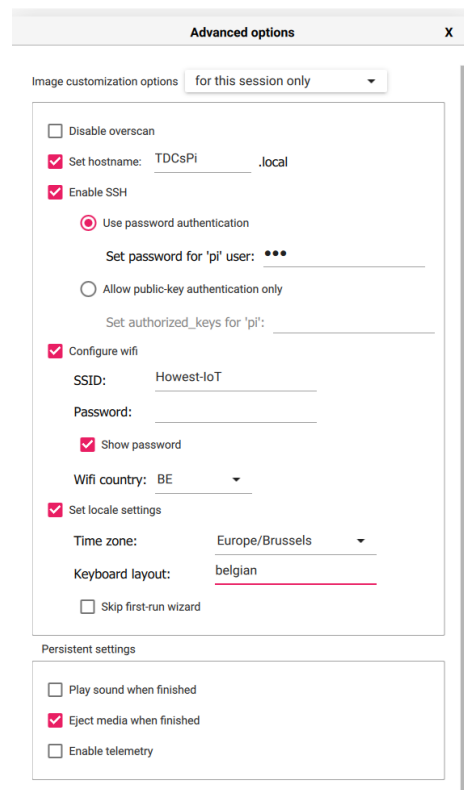 Advanced options X
Image customization options for this session only
Disable overscan
Set hostname: TDCsPi .local
Enable SSH
Use password authentication
Set password for 'pi' user: •••
Allow public-key authentication only
Set authorized_keys for 'pi':
Configure wifi
SSID: Howest-IoT
Password:
Show password
Wifi country: BE
Set locale settings
Time zone: Europe/Brussels
Keyboard layout: belgian
Skip first-run wizard
Persistent settings
Play sound when finished
Eject media when finished
Enable telemetry